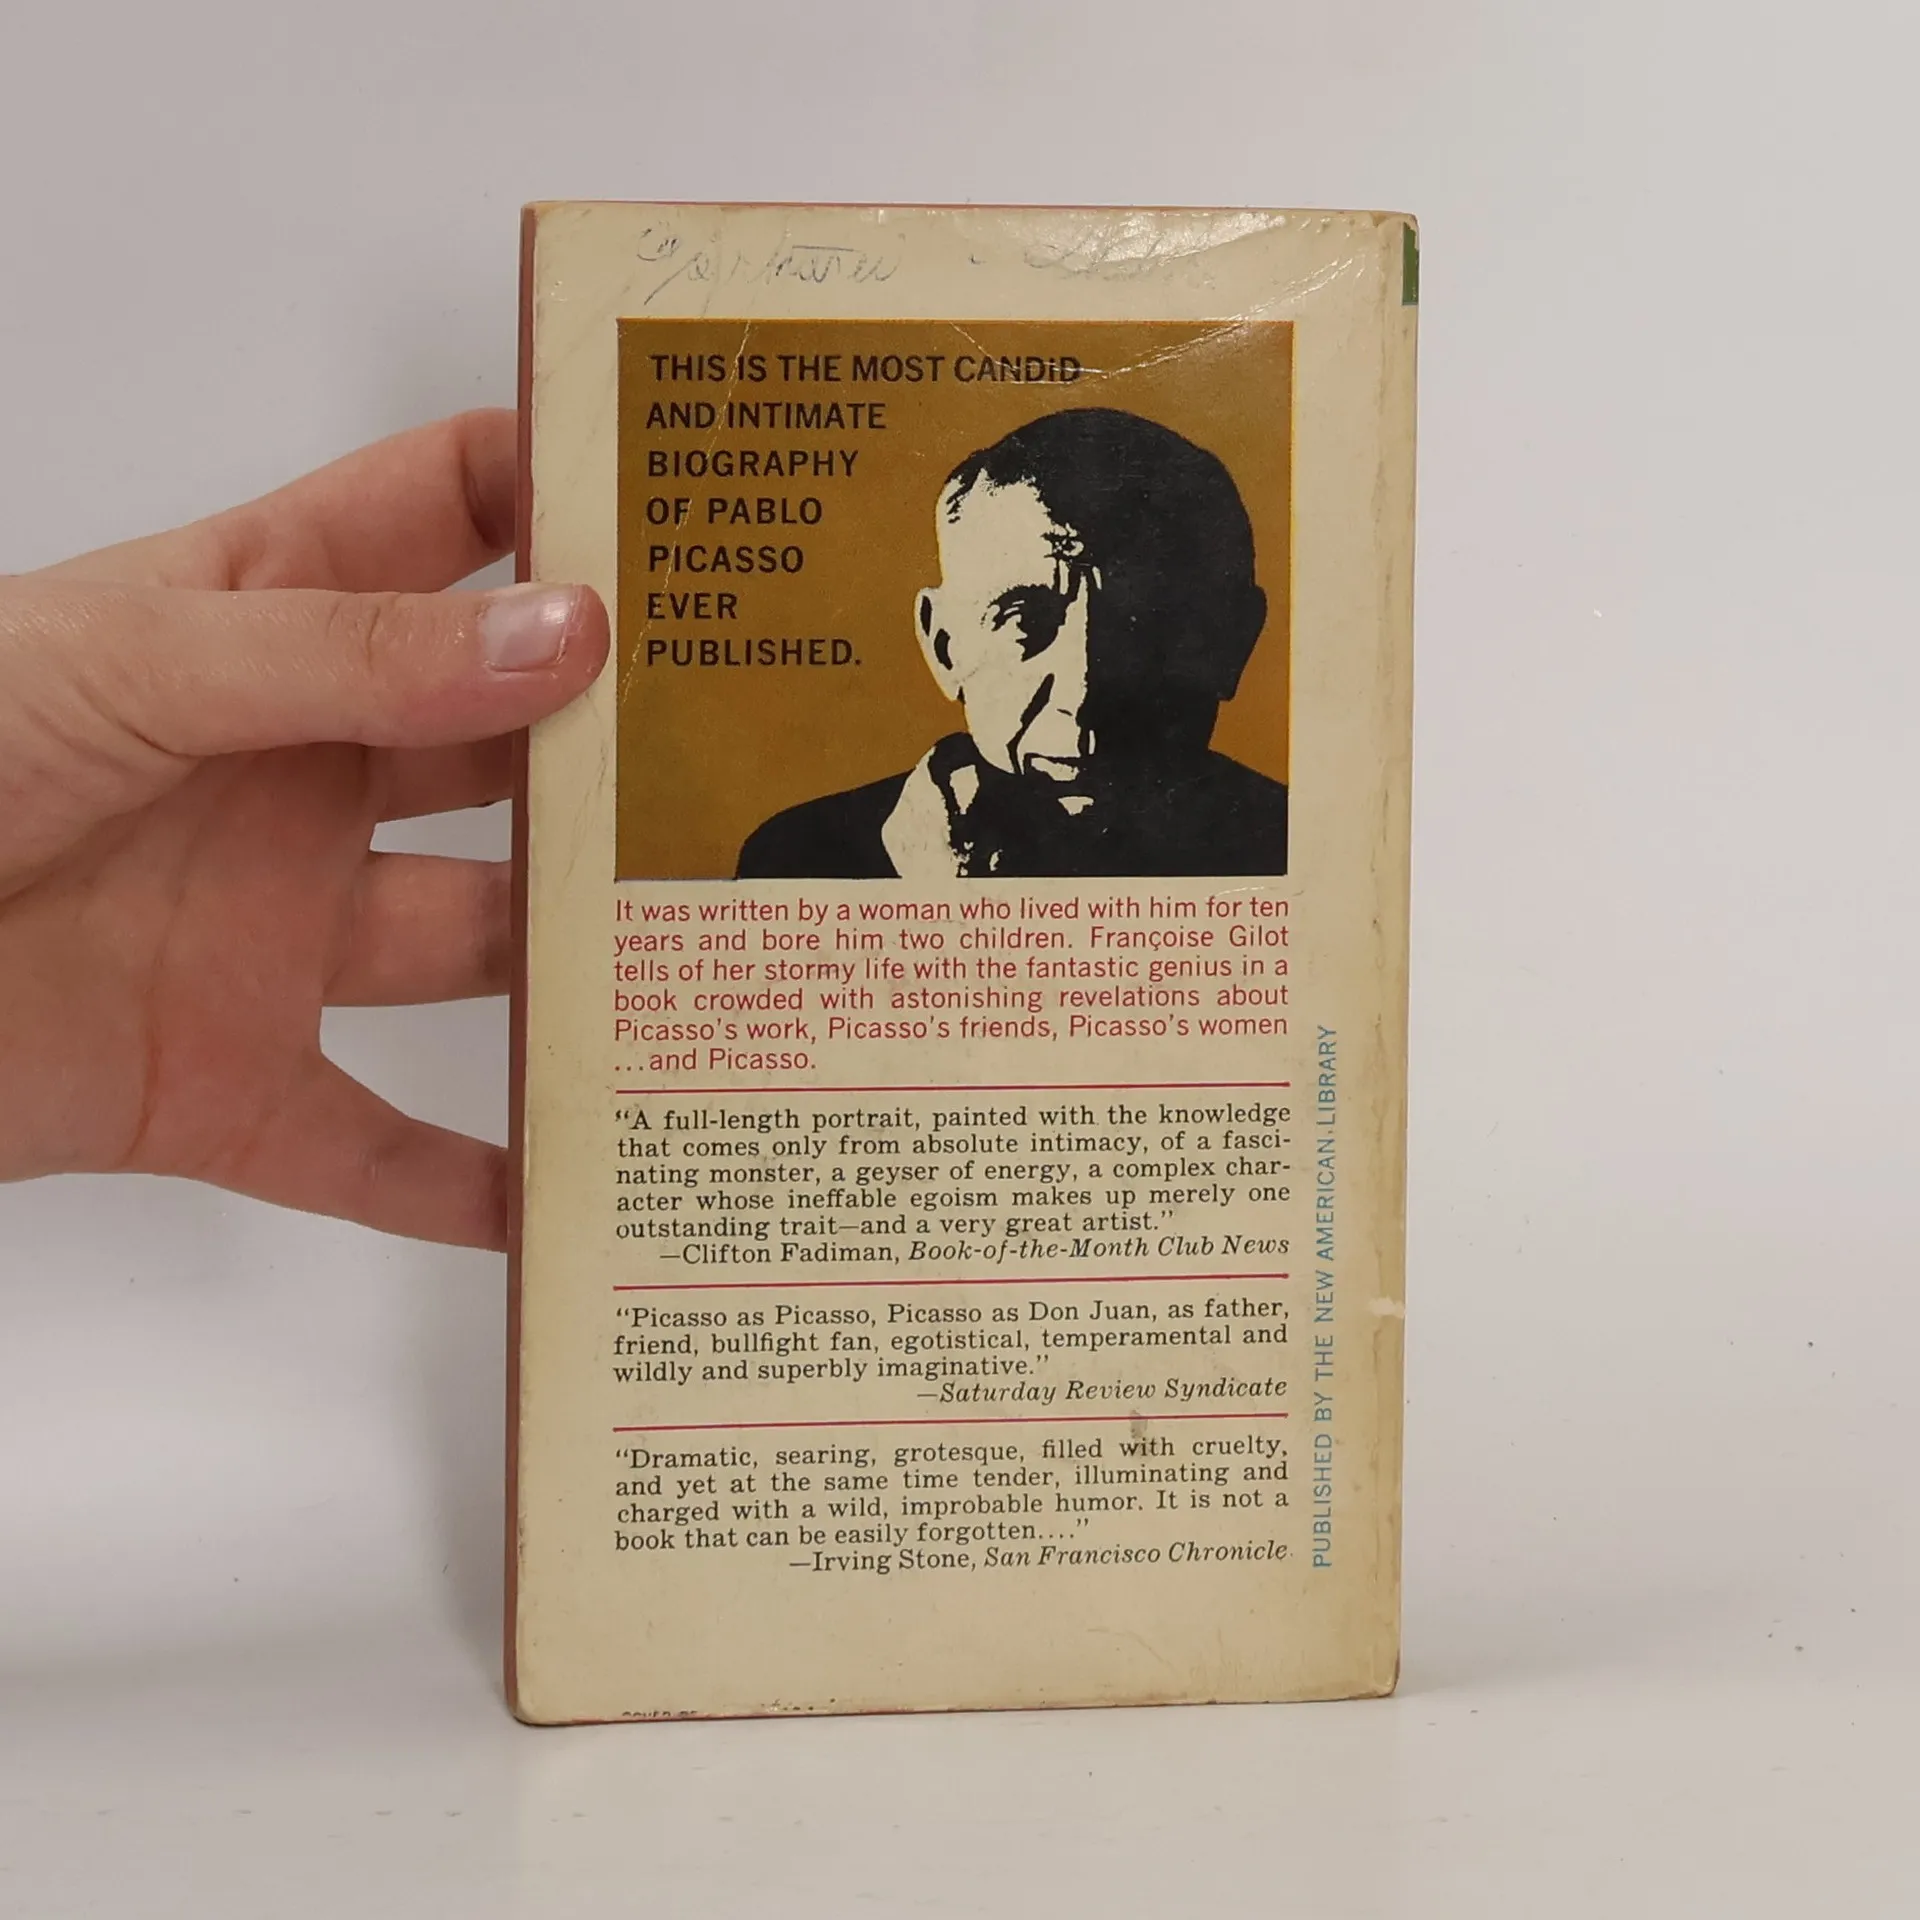 THIS IS THE MOST CANDID
AND INTIMATE
BIOGRAPHY
OF PABLO
PICASSO
EVER
PUBLISHED.
It was written by a woman who lived with him for ten
years and bore him two children. Françoise Gilot
tells of her stormy life with the fantastic genius in a
book crowded with astonishing revelations about
Picasso's work, Picasso's friends, Picasso's women
...and Picasso.
“A full-length portrait, painted with the knowledge
that comes only from absolute intimacy, of a fasci-
nating monster, a geyser of energy, a complex char-
acter whose ineffable egoism makes up merely one
outstanding trait—and a very great artist.”
—Clifton Fadiman, Book-of-the-Month Club News
“Picasso as Picasso, Picasso as Don Juan, as father,
friend, bullfight fan, egotistical, temperamental and
wildly and superbly imaginative.”
—Saturday Review Syndicate
“Dramatic, searing, grotesque, filled with cruelty,
and yet at the same time tender, illuminating and
charged with a wild, improbable humor. It is not a
book that can be easily forgotten....”
—Irving Stone, San Francisco Chronicle.
PUBLISHED BY THE NEW AMERICAN LIBRARY